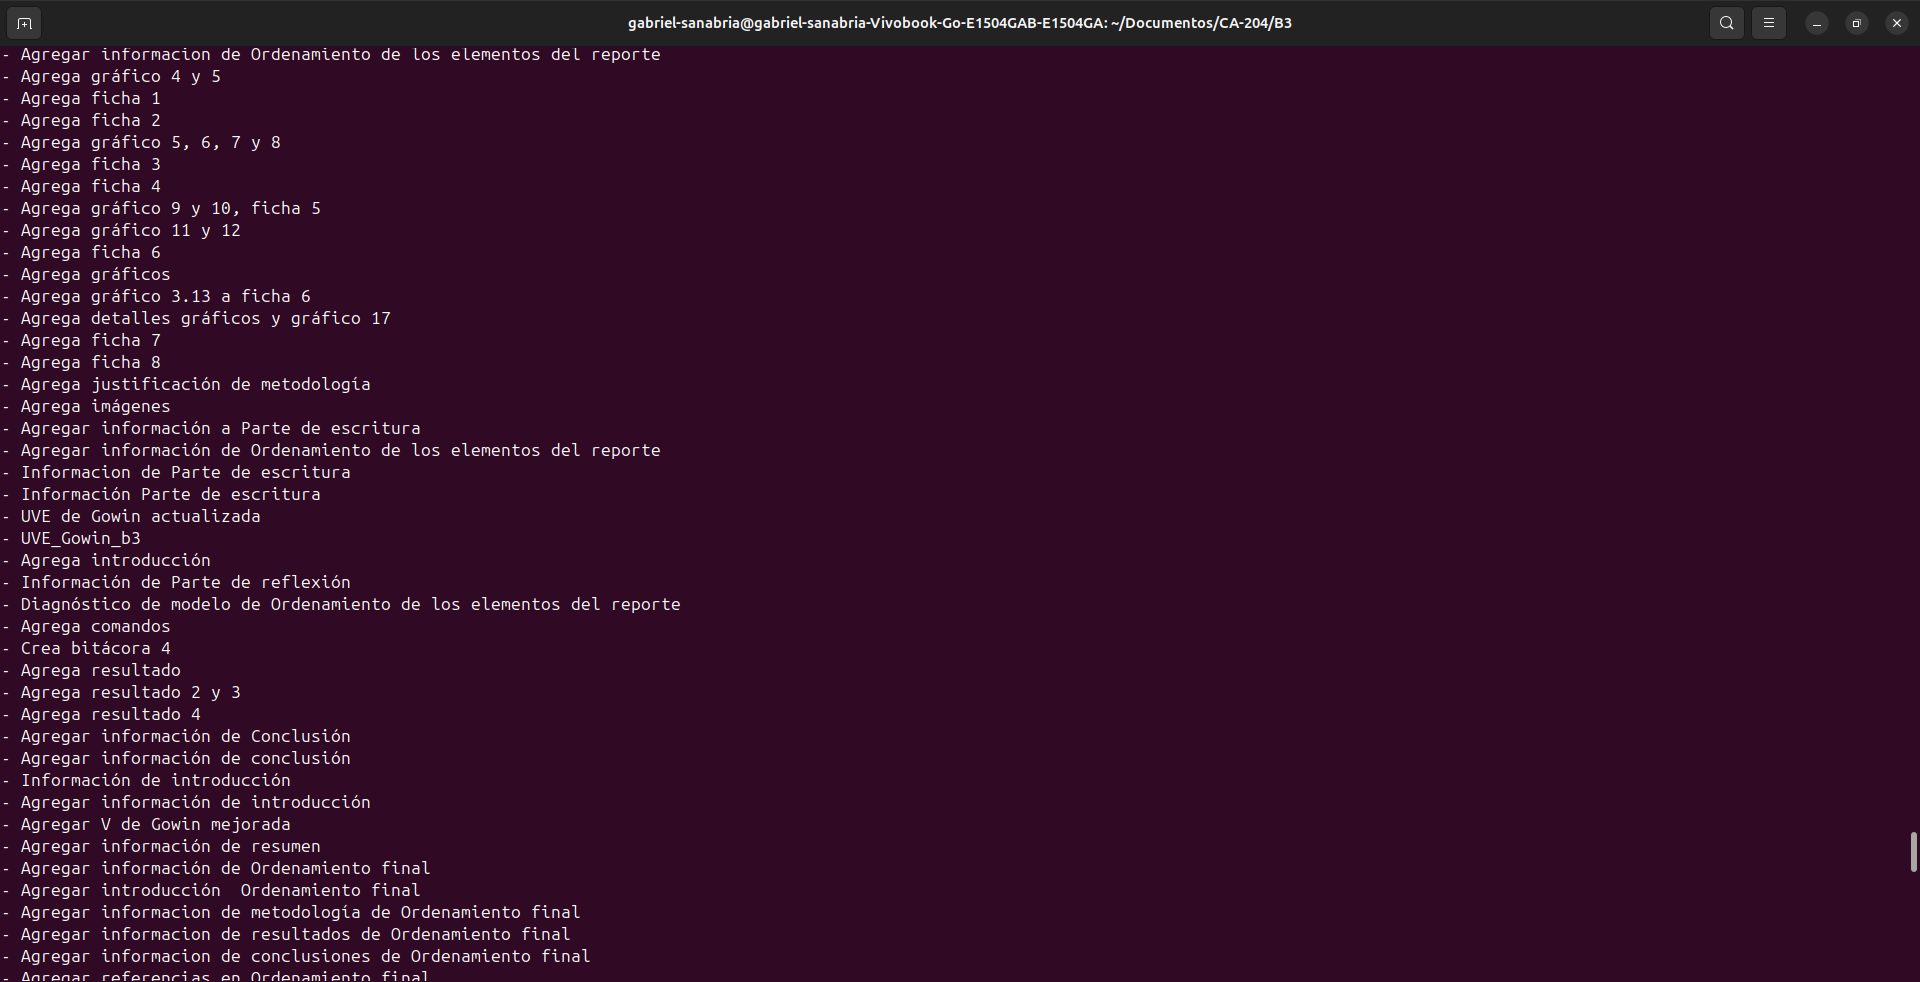 gabriel-sanabria@gabriel-sanabria-Vivobook-Go-E1504GAB-E1504GA: ~/Documentos/CA-204/B3
- Agregar informacion de Ordenamiento de los elementos del reporte
- Agrega gráfico 4 y 5
- Agrega ficha 1
- Agrega ficha 2
- Agrega gráfico 5, 6, 7 y 8
- Agrega ficha 3
- Agrega ficha 4
- Agrega gráfico 9 y 10, ficha 5
- Agrega gráfico 11 y 12
- Agrega ficha 6
- Agrega gráficos
- Agrega gráfico 3.13 a ficha 6
- Agrega detalles gráficos y gráfico 17
- Agrega ficha 7
- Agrega ficha 8
- Agrega justificación de metodología
- Agrega imágenes
- Agregar información a Parte de escritura
- Agregar información de Ordenamiento de los elementos del reporte
- Informacion de Parte de escritura
- Información Parte de escritura
- UVE de Gowin actualizada
- UVE_Gowin_b3
- Agrega introducción
- Información de Parte de reflexión
- Diagnóstico de modelo de Ordenamiento de los elementos del reporte
- Agrega comandos
- Crea bitácora 4
- Agrega resultado
- Agrega resultado 2 y 3
- Agrega resultado 4
- Agregar información de Conclusión
- Agregar información de conclusión
- Información de introducción
- Agregar información de introducción
- Agregar V de Gowin mejorada
- Agregar información de resumen
- Agregar información de Ordenamiento final
- Agregar introducción  Ordenamiento final
- Agregar informacion de metodología de Ordenamiento final
- Agregar informacion de resultados de Ordenamiento final
- Agregar informacion de conclusiones de Ordenamiento final
- Agregar referencias en Ordenamiento final